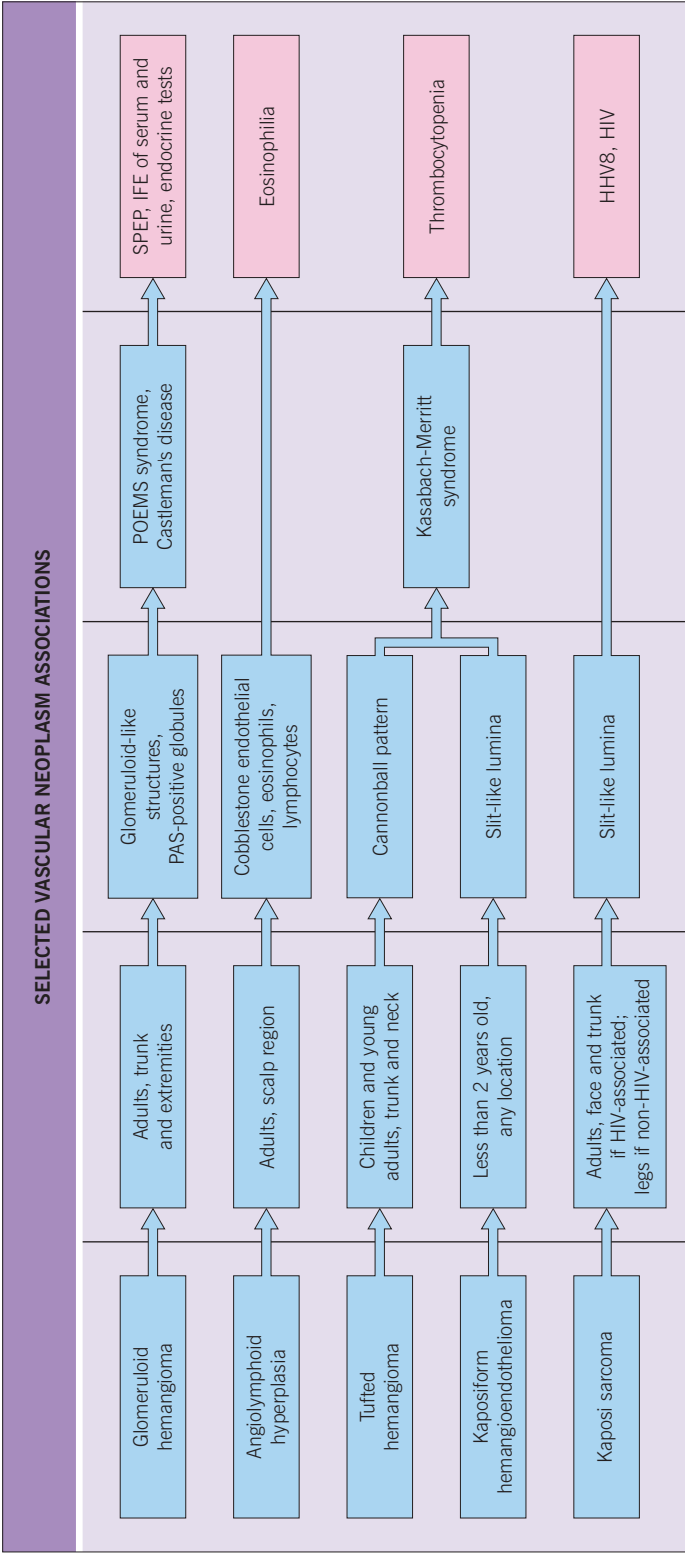 SELECTED VASCULAR NEOPLASM ASSOCIATIONS
Glomeruloid
hemangioma
Adults, trunk
and extremities
Glomeruloid-like
structures,
PAS-positive globules
POEMS syndrome,
Castleman's disease
SPEP, IFE of serum and
urine, endocrine tests
Angiolymphoid
hyperplasia
Adults, scalp region
Cobblestone endothelial
cells, eosinophils,
lymphocytes
Eosinophilia
Tufted
hemangioma
Children and young
adults, trunk and neck
Cannonball pattern
Kaposiform
hemangioendothelioma
Less than 2 years old,
any location
Slit-like lumina
Kasabach-Merritt
syndrome
Thrombocytopenia
Kaposi sarcoma
Adults, face and trunk
if HIV-associated;
legs if non-HIV-associated
Slit-like lumina
HHV8, HIV